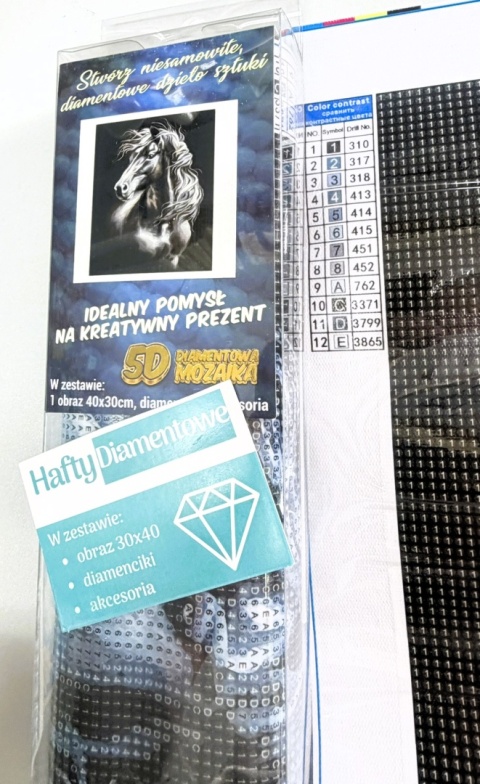 Stwórz niesamowite,
diamentowe dzieło sztuki
IDEALNY POMYSŁ
NA KREATYWNY PREZENT
5D DIAMENTOWA
MOZAIKA
W zestawie:
1 obraz 40x30cm,
Hafty Diamentowe
W zestawie:
• obraz 30x40
• diamenciki
• akcesoria
Color contrast
сравнить
контрастные цвета
NO. Symbol Drill No.
1 1 310
2 2 317
3 3 318
4 4 413
5 5 414
6 6 415
7 7 451
8 8 452
9 A 762
10 C 3371
11 D 3799
12 E 3865